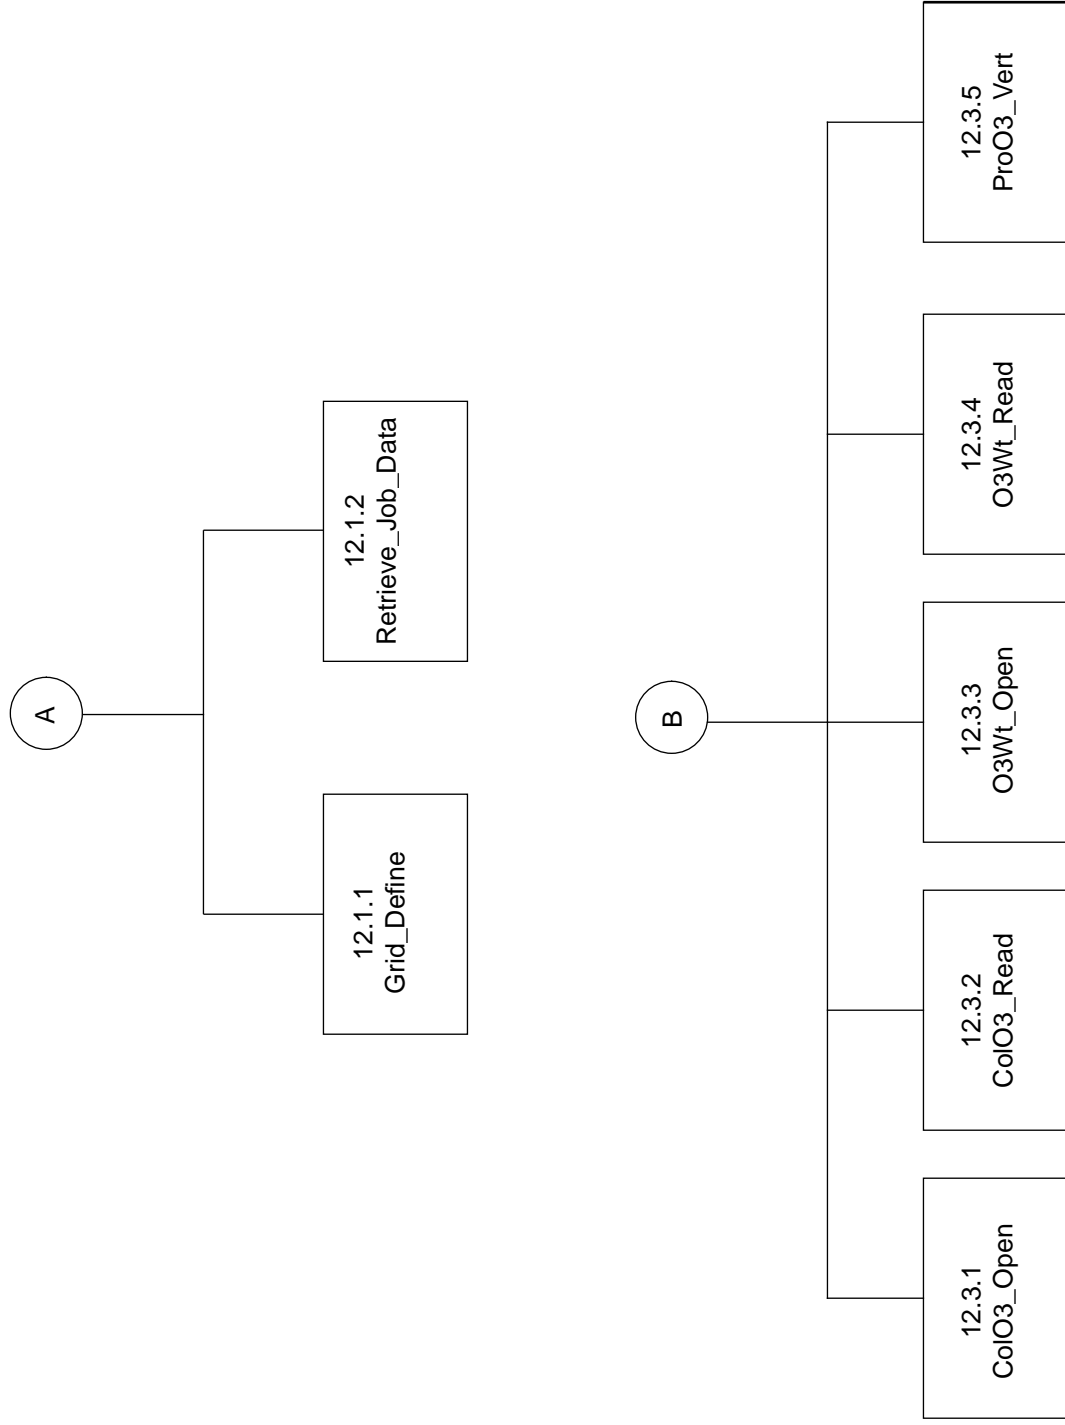 A
12.1.1
Grid_Define
12.1.2
Retrieve_Job_Data
B
12.3.1
ColO3_Open
12.3.2
ColO3_Read
12.3.3
O3Wt_Open
12.3.4
O3Wt_Read
12.3.5
ProO3_Vert